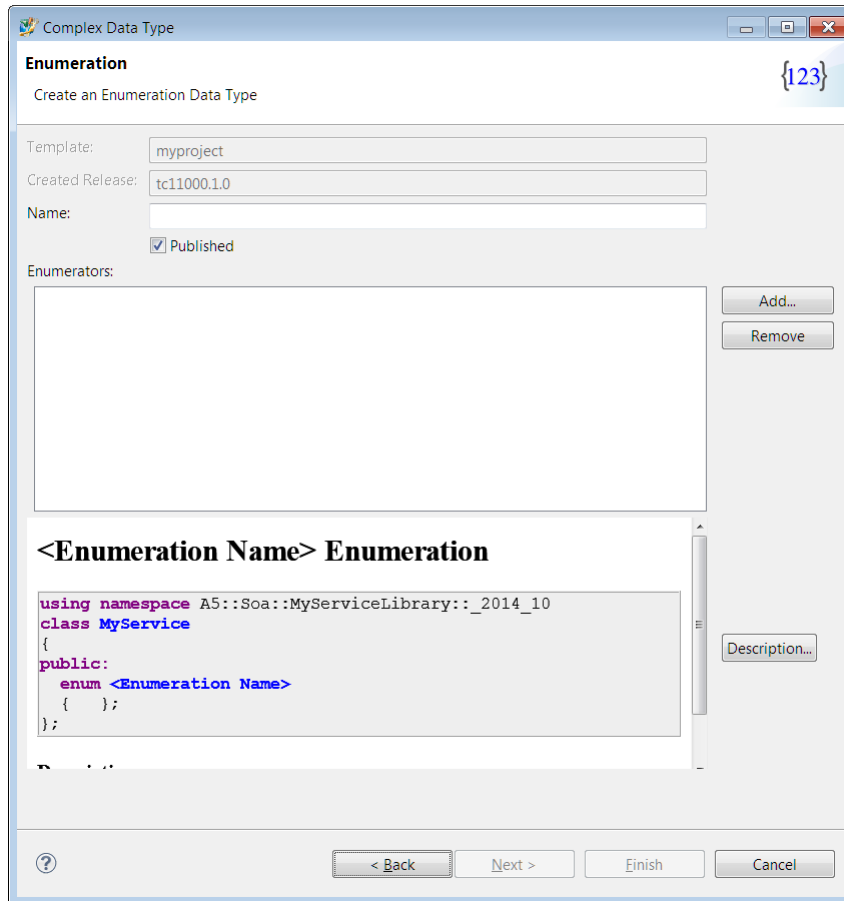 Complex Data Type
Enumeration
{123}
Create an Enumeration Data Type
Template: myproject
Created Release: tc11000.1.0
Name:
Published
Enumerators:
Add...
Remove
<Enumeration Name> Enumeration
using namespace A5::Soa::MyServiceLibrary::_2014_10
class MyService
{
public:
enum <Enumeration Name>
{ };
};
Description...
< Back Next > Finish Cancel